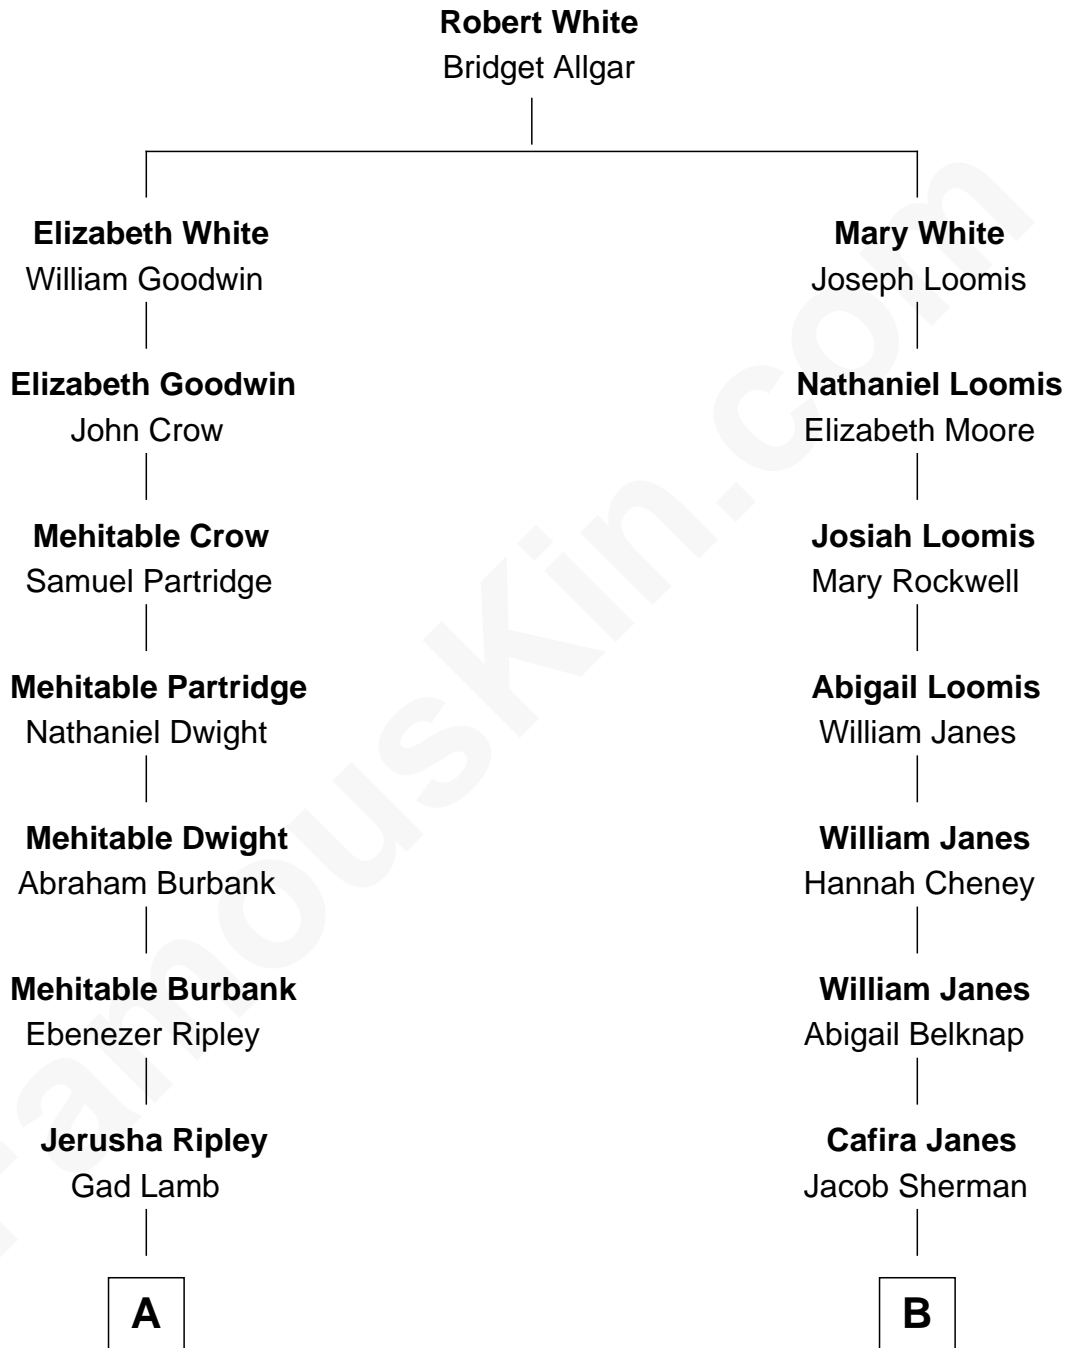 Robert White
Bridget Allgar
Elizabeth White
William Goodwin
Mary White
Joseph Loomis
Elizabeth Goodwin
John Crow
Nathaniel Loomis
Elizabeth Moore
Mehitable Crow
Samuel Partridge
Josiah Loomis
Mary Rockwell
Mehitable Partridge
Nathaniel Dwight
Abigail Loomis
William Janes
Mehitable Dwight
Abraham Burbank
William Janes
Hannah Cheney
Mehitable Burbank
Ebenezer Ripley
William Janes
Abigail Belknap
Jerusha Ripley
Gad Lamb
Cafira Janes
Jacob Sherman
A
B
FamousKin.com